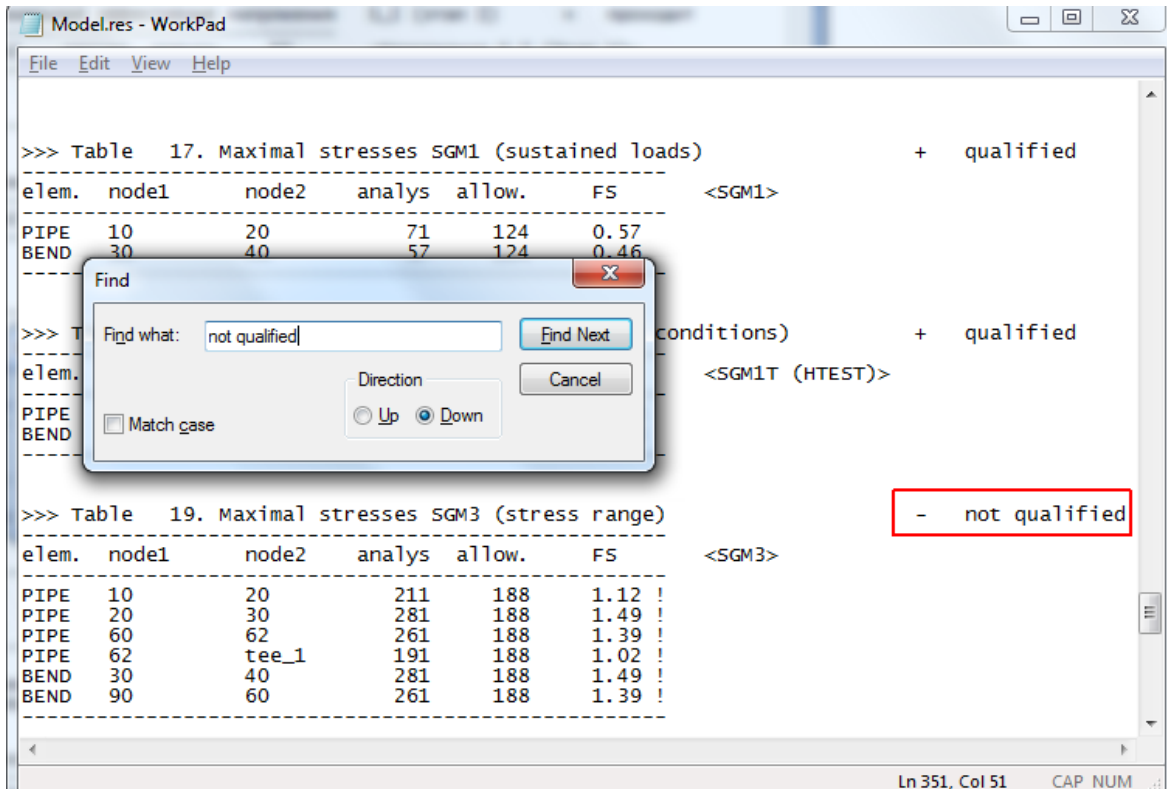 Model.res - WorkPad
File Edit View Help
>>> Table 17. Maximal stresses SGM1 (sustained loads) + qualified
------------------------------------------------------
elem. node1 node2 analys allow. FS <SGM1>
------------------------------------------------------
PIPE 10 20 71 124 0.57
BEND 30 40 57 124 0.46
Find
Find what: not qualified Find Next
Direction Cancel
Match case Up Down
>>> T conditions) + qualified
elem. <SGM1T (HTEST)>
PIPE
BEND
>>> Table 19. Maximal stresses SGM3 (stress range) - not qualified
------------------------------------------------------
elem. node1 node2 analys allow. FS <SGM3>
------------------------------------------------------
PIPE 10 20 211 188 1.12 !
PIPE 20 30 281 188 1.49 !
PIPE 60 62 261 188 1.39 !
PIPE 62 tee_1 191 188 1.02 !
BEND 30 40 281 188 1.49 !
BEND 90 60 261 188 1.39 !
------------------------------------------------------
Ln 351, Col 51 CAP NUM